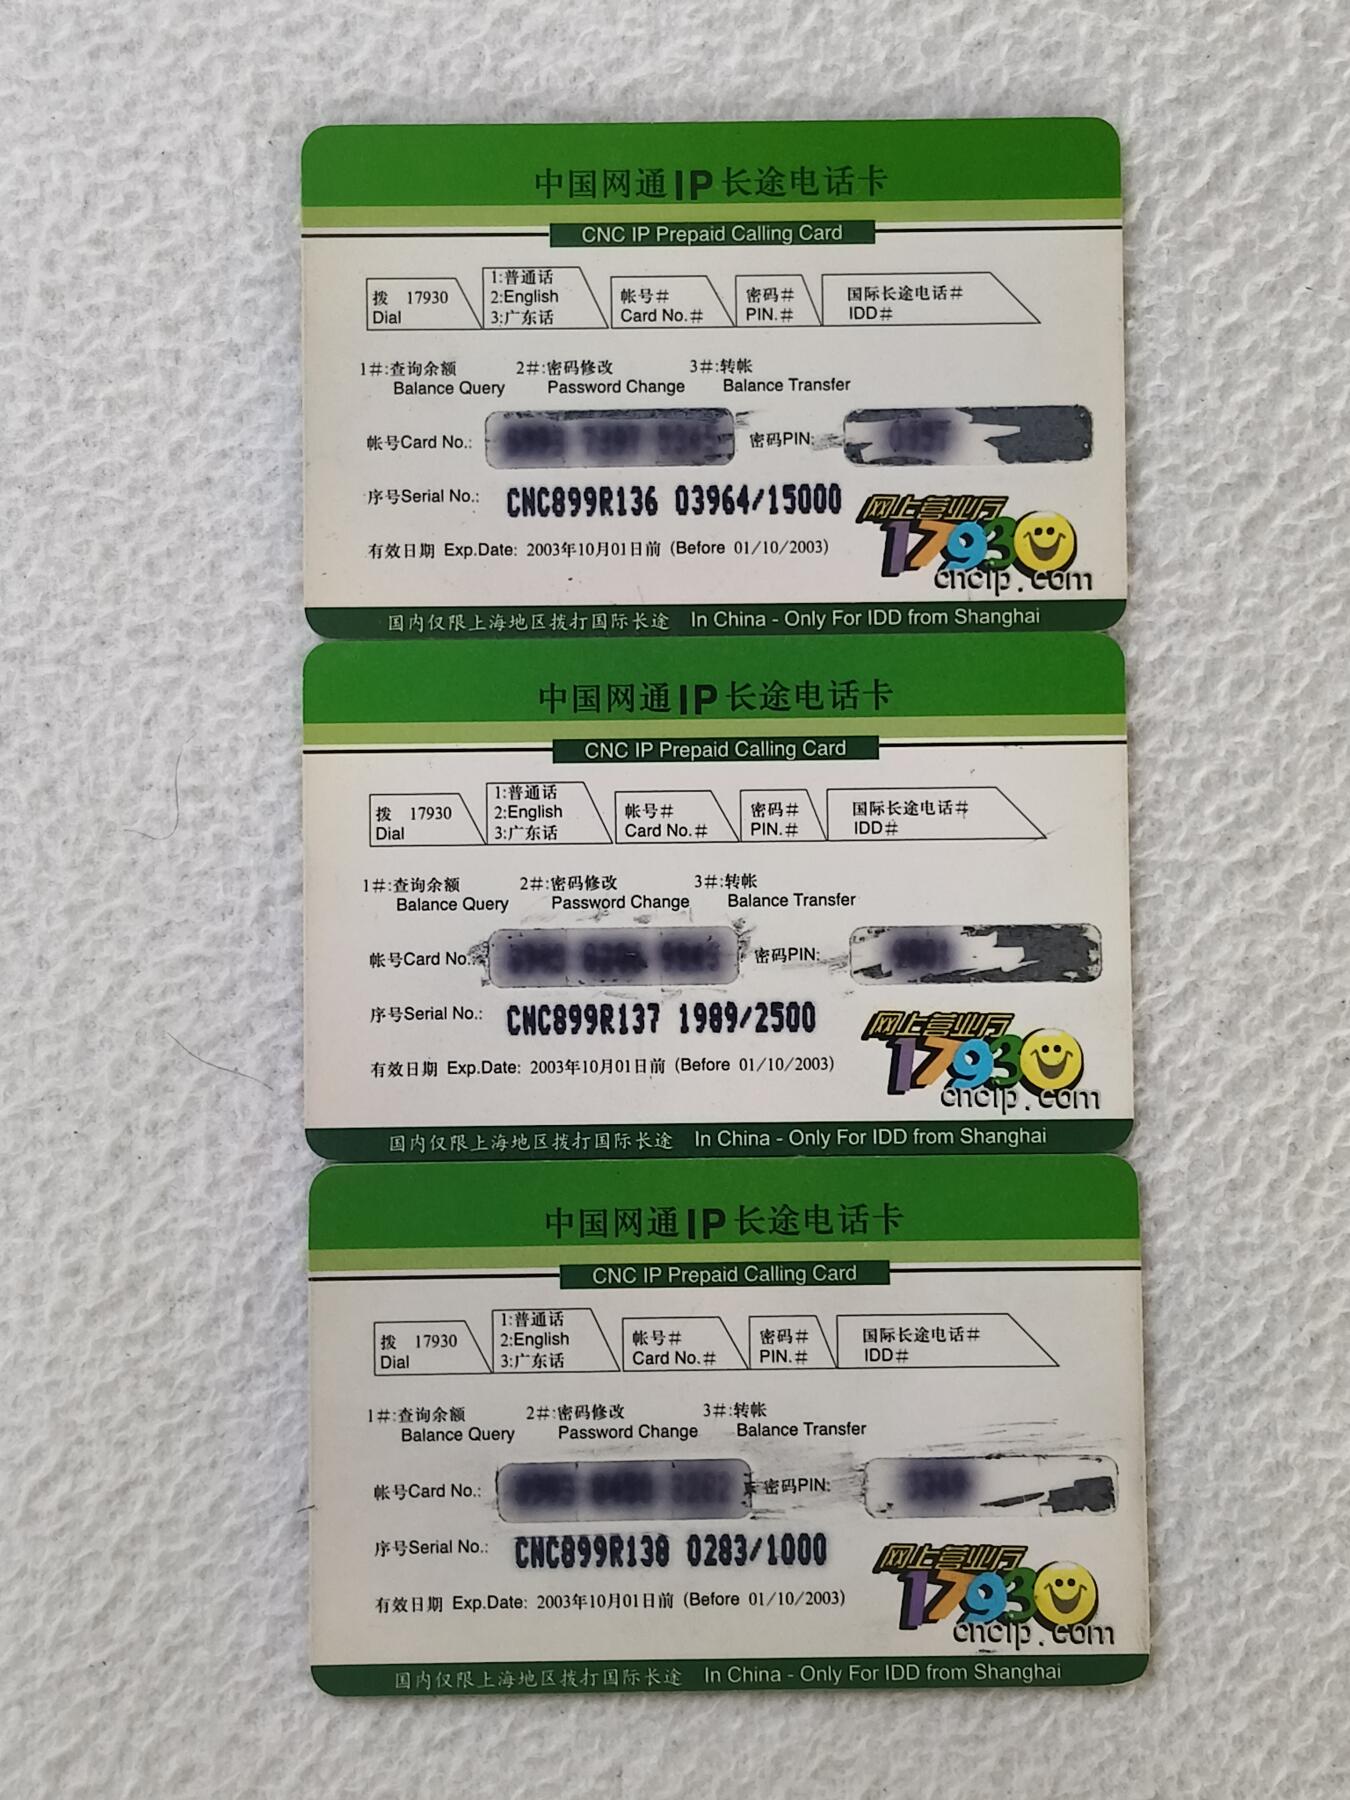 中国网通IP长途电话卡
CNC IP Prepaid Calling Card
拨 17930 1:普通话 2:English 3:广东话 帐号# 密码# 国际长途电话#
Dial Card No.# PIN.# IDD#
1#:查询余额 2#:密码修改 3#:转帐
Balance Query Password Change Balance Transfer
帐号Card No.: 密码PIN:
序号Serial No.: CNC899R136 03964/15000
网上营业厅
17930
有效日期 Exp.Date: 2003年10月01日前 (Before 01/10/2003)
cncip.com
国内仅限上海地区拨打国际长途 In China - Only For IDD from Shanghai
中国网通IP长途电话卡
CNC IP Prepaid Calling Card
拨 17930 1:普通话 2:English 3:广东话 帐号# 密码# 国际长途电话#
Dial Card No.# PIN.# IDD#
1#:查询余额 2#:密码修改 3#:转帐
Balance Query Password Change Balance Transfer
帐号Card No.: 密码PIN:
序号Serial No.: CNC899R137 1989/2500
网上营业厅
17930
有效日期 Exp.Date: 2003年10月01日前 (Before 01/10/2003)
cncip.com
国内仅限上海地区拨打国际长途 In China - Only For IDD from Shanghai
中国网通IP长途电话卡
CNC IP Prepaid Calling Card
拨 17930 1:普通话 2:English 3:广东话 帐号# 密码# 国际长途电话#
Dial Card No.# PIN.# IDD#
1#:查询余额 2#:密码修改 3#:转帐
Balance Query Password Change Balance Transfer
帐号Card No.: 密码PIN:
序号Serial No.: CNC899R138 0283/1000
网上营业厅
17930
有效日期 Exp.Date: 2003年10月01日前 (Before 01/10/2003)
cncip.com
国内仅限上海地区拨打国际长途 In China - Only For IDD from Shanghai